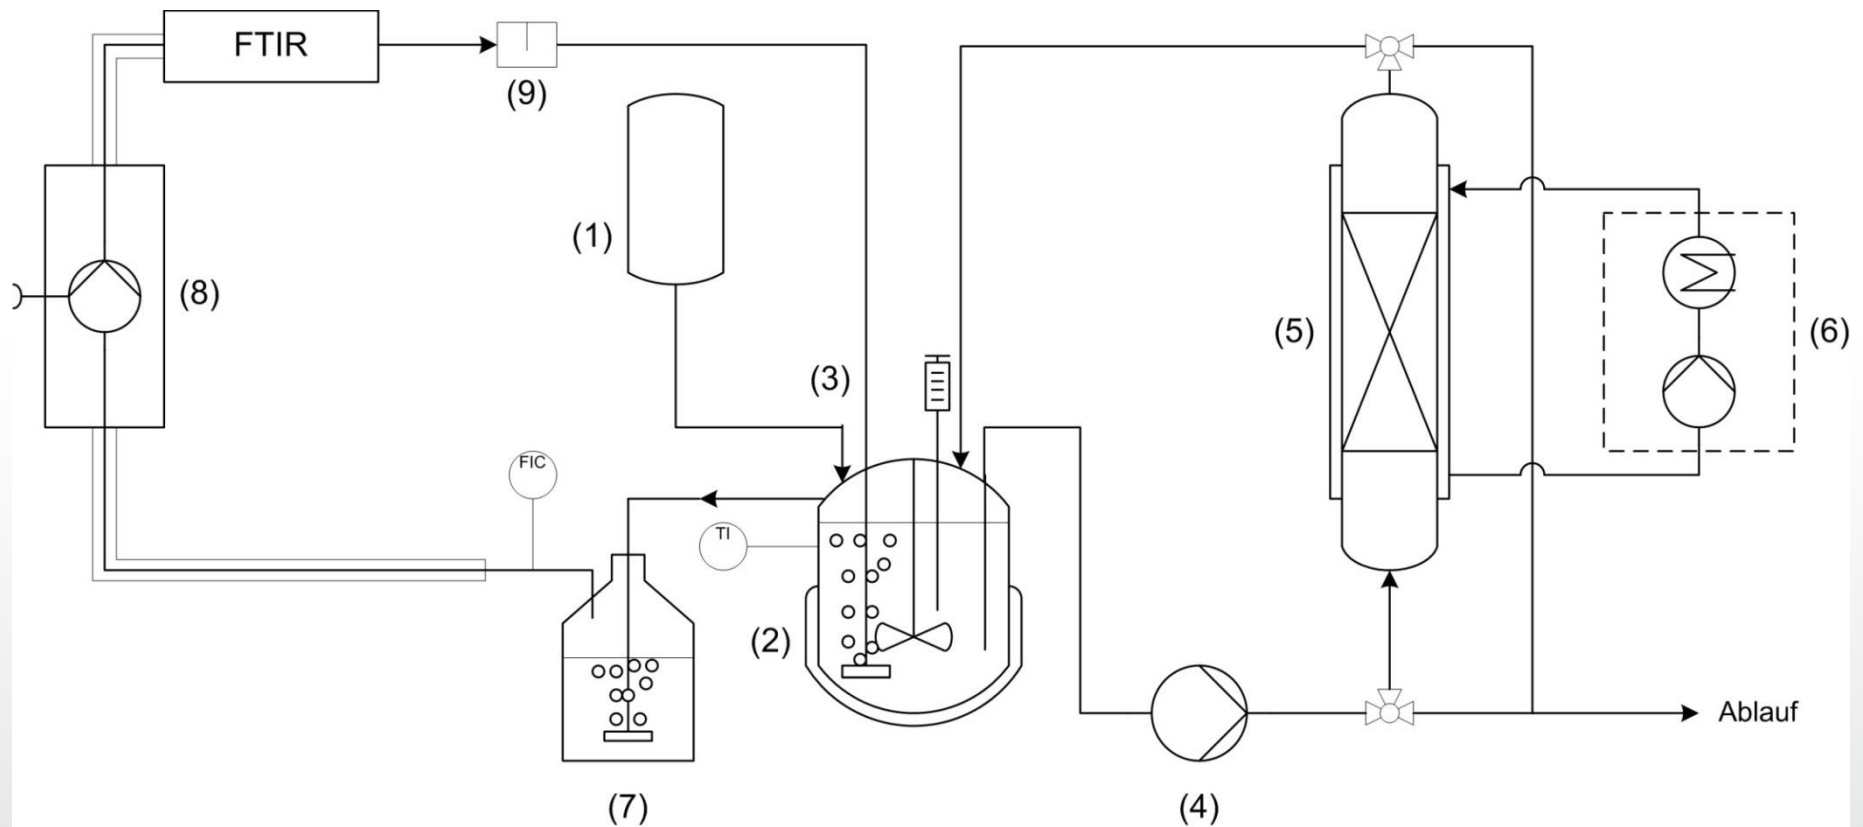 FTIR
(9)
(1)
(8)
(5)
(6)
(3)
FIC
TI
(2)
Ablauf
(7)
(4)